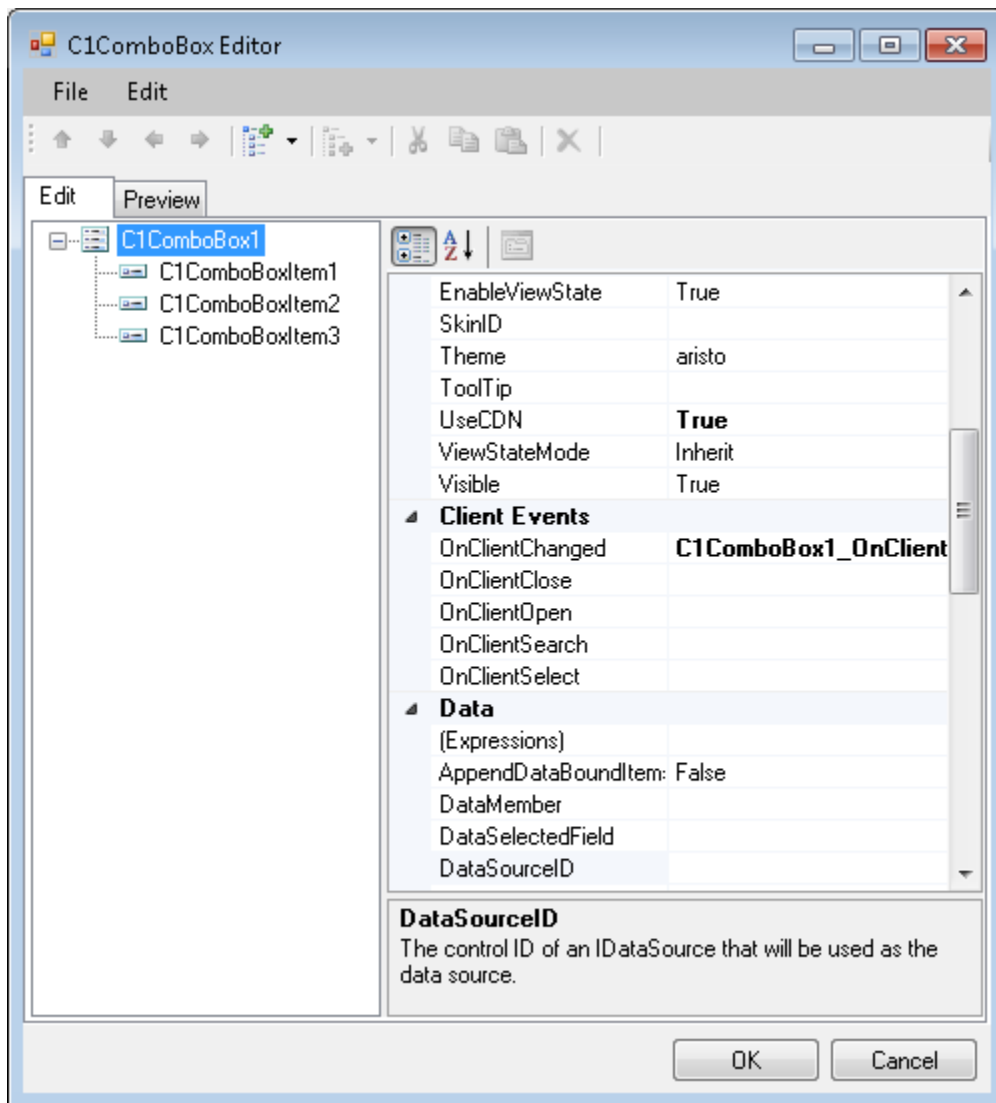 C1ComboBox Editor
File Edit
Edit Preview
C1ComboBox1
C1ComboBoxItem1
C1ComboBoxItem2
C1ComboBoxItem3
EnableViewState True
SkinID
Theme aristo
ToolTip
UseCDN True
ViewStateMode Inherit
Visible True
Client Events
OnClientChanged C1ComboBox1_OnClient
OnClientClose
OnClientOpen
OnClientSearch
OnClientSelect
Data
(Expressions)
AppendDataBoundItem False
DataMember
DataSelectedField
DataSourceID
DataSourceID
The control ID of an IDataSource that will be used as the
data source.
OK Cancel